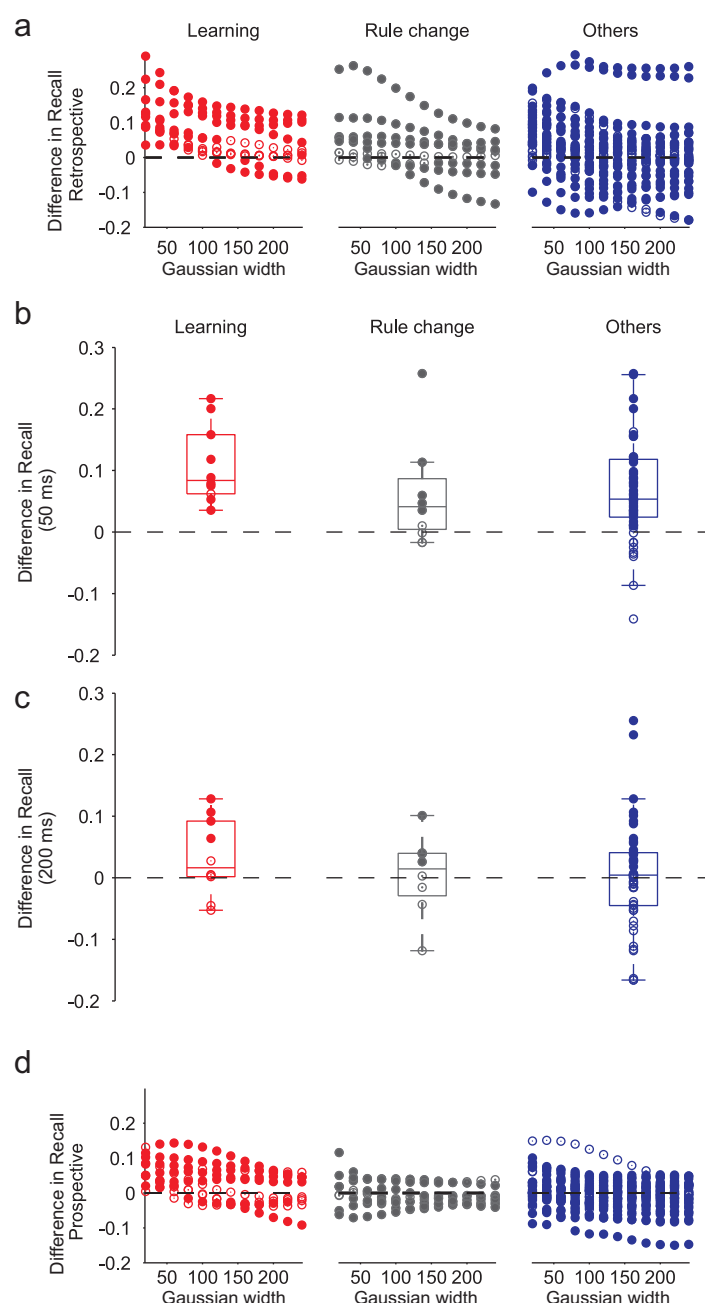 a
Learning
Rule change
Others
Difference in Recall
Retrospective
0.2
0.1
0
-0.1
-0.2
50 100 150 200
50 100 150 200
50 100 150 200
Gaussian width
Gaussian width
Gaussian width
b
Learning
Rule change
Others
Difference in Recall
(50 ms)
0.3
0.2
0.1
0
-0.1
-0.2
c
Difference in Recall
(200 ms)
0.3
0.2
0.1
0
-0.1
-0.2
d
Difference in Recall
Prospective
0.2
0.1
0
-0.1
-0.2
50 100 150 200
50 100 150 200
50 100 150 200
Gaussian width
Gaussian width
Gaussian width